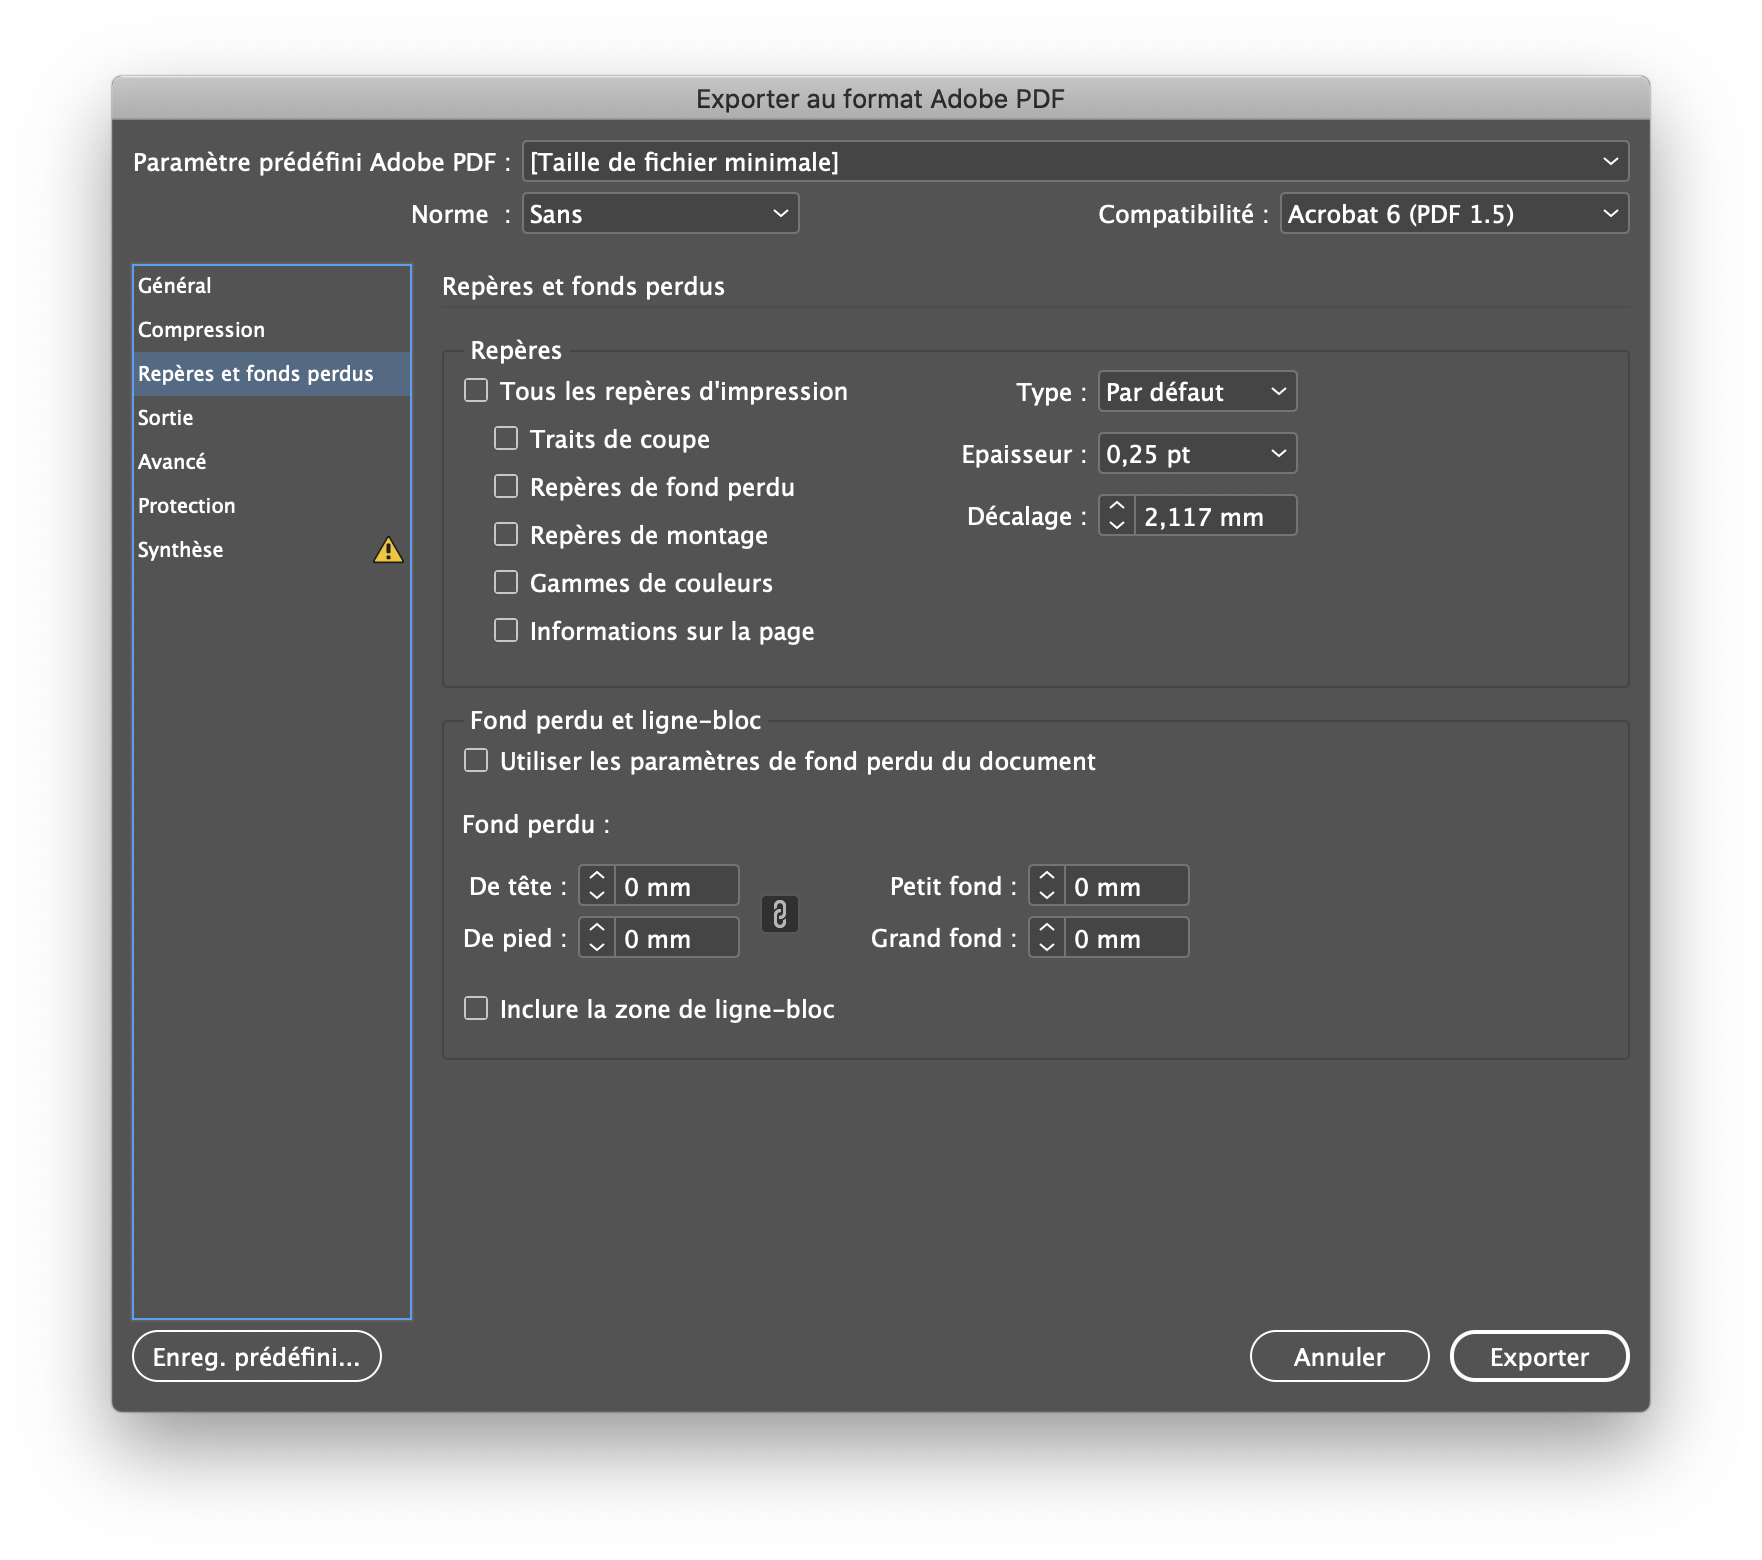 Exporter au format Adobe PDF
Paramètre prédéfini Adobe PDF : [Taille de fichier minimale]
Norme : Sans Compatibilité : Acrobat 6 (PDF 1.5)
Général
Compression
Repères et fonds perdus
Sortie
Avancé
Protection
Synthèse
Repères et fonds perdus
Repères
Tous les repères d'impression
Traits de coupe
Repères de fond perdu
Repères de montage
Gammes de couleurs
Informations sur la page
Type : Par défaut
Epaisseur : 0,25 pt
Décalage : 2,117 mm
Fond perdu et ligne-bloc
Utiliser les paramètres de fond perdu du document
Fond perdu :
De tête : 0 mm Petit fond : 0 mm
De pied : 0 mm Grand fond : 0 mm
Inclure la zone de ligne-bloc
Enreg. prédéfini... Annuler Exporter